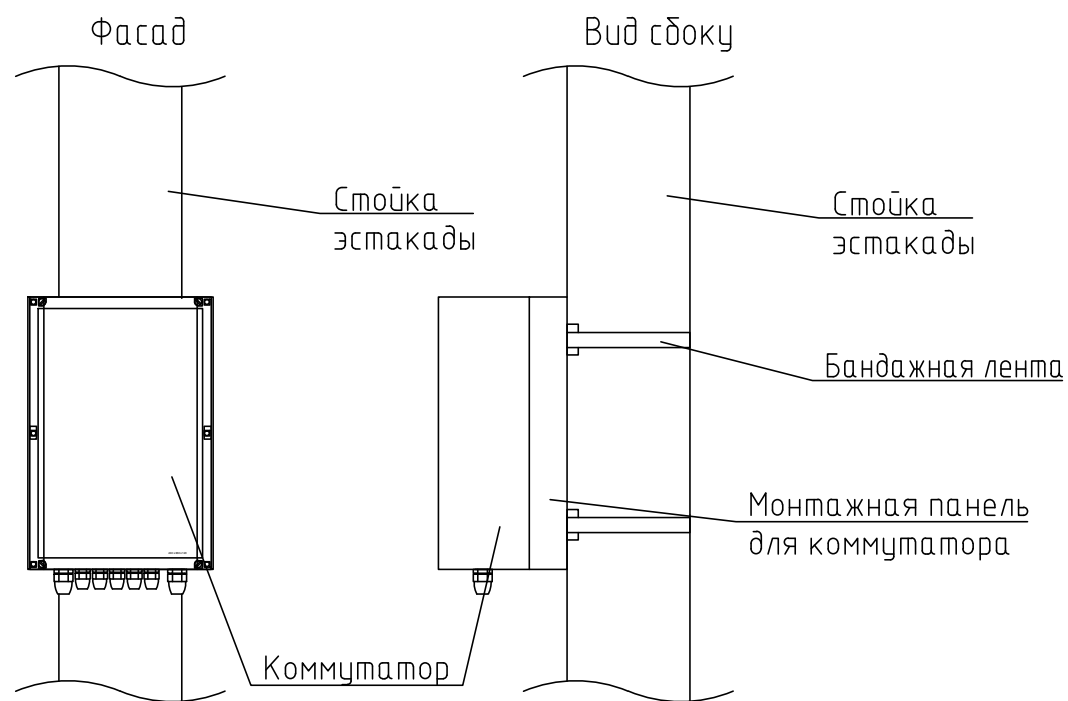 Фасад
Вид сбоку
Стойка
эстакады
Стойка
эстакады
Бандажная лента
Монтажная панель
для коммутатора
Коммутатор